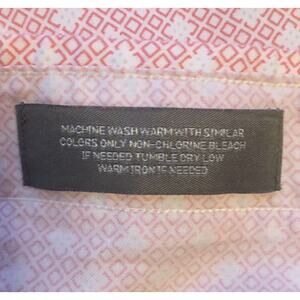 MACHINE WASH WARM WITH SIMILAR
COLORS ONLY NON-CHLORINE BLEACH
IF NEEDED TUMBLE DRY LOW
WARM IRON IF NEEDED